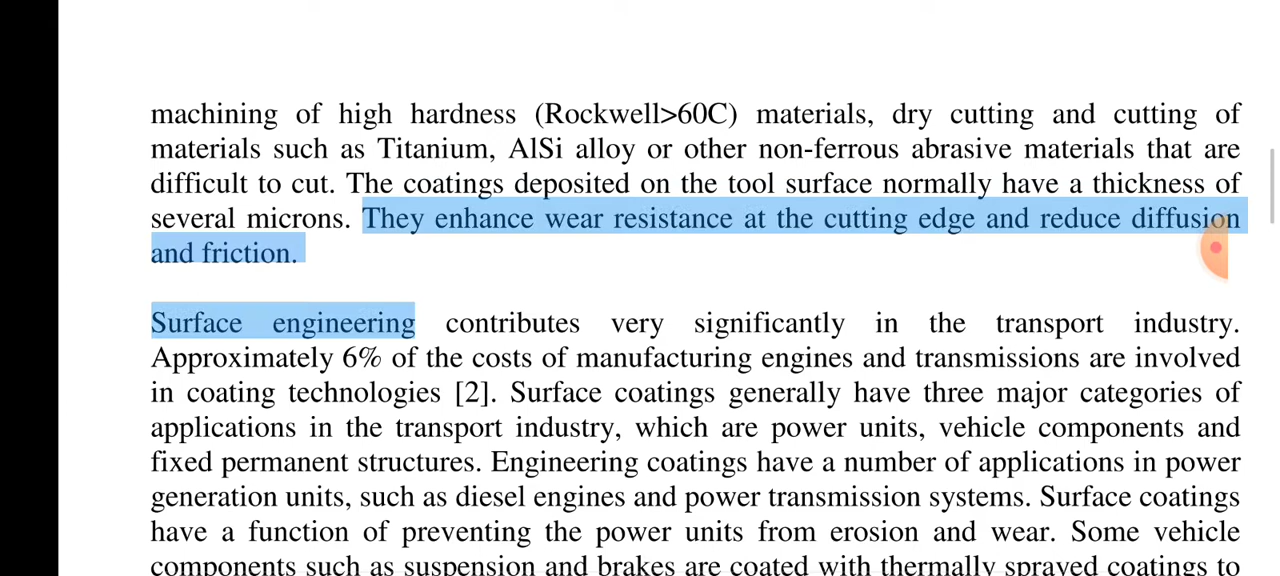 machining of high hardness (Rockwell>60C) materials, dry cutting and cutting of
materials such as Titanium, AlSi alloy or other non-ferrous abrasive materials that are
difficult to cut. The coatings deposited on the tool surface normally have a thickness of
several microns. They enhance wear resistance at the cutting edge and reduce diffusion
and friction.
Surface engineering contributes very significantly in the transport industry.
Approximately 6% of the costs of manufacturing engines and transmissions are involved
in coating technologies [2]. Surface coatings generally have three major categories of
applications in the transport industry, which are power units, vehicle components and
fixed permanent structures. Engineering coatings have a number of applications in power
generation units, such as diesel engines and power transmission systems. Surface coatings
have a function of preventing the power units from erosion and wear. Some vehicle
components such as suspension and brakes are coated with thermally sprayed coatings to